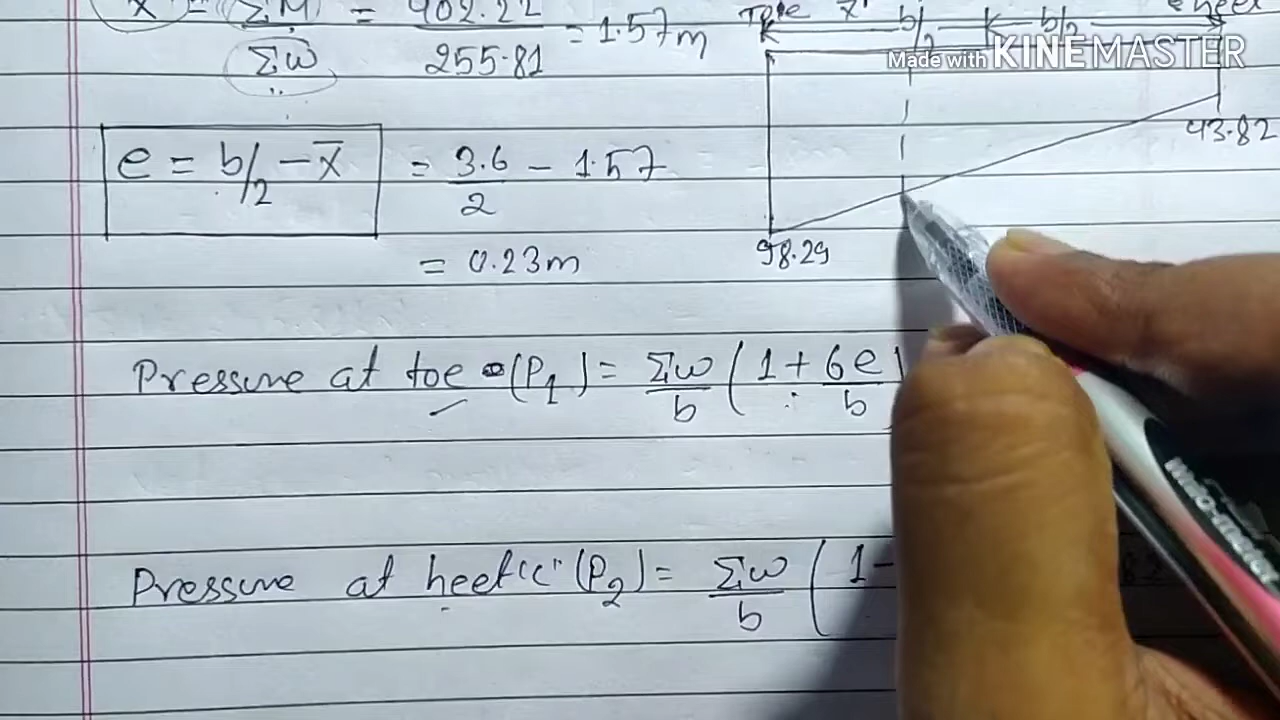 x̄ = ΣM / Σw = 402.22 / 255.81 = 1.57m
Toe x̄ b/2 b/2 heel
Made with KINEMASTER
43.82
e = b/2 - x̄ = 3.6/2 - 1.57
= 0.23m
98.29
Pressure at toe (P1) = Σw/b (1 + 6e/b)
Pressure at heel "c" (P2) = Σw/b (1-